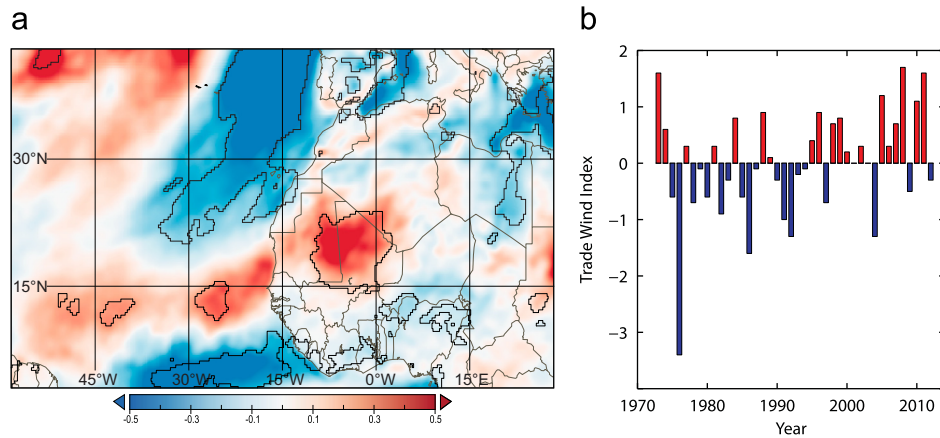 a
30°N
15°N
45°W 30°W 15°W 0°W 15°E
-0.5 -0.3 -0.1 0.1 0.3 0.5
b
2
1
0
-1
-2
-3
Trade Wind Index
1970 1980 1990 2000 2010
Year